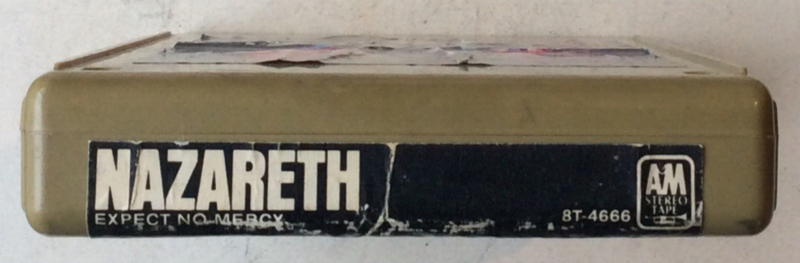 NAZARETH
EXPECT NO MERCY
8T-4666
A&M
STEREO
TAPE